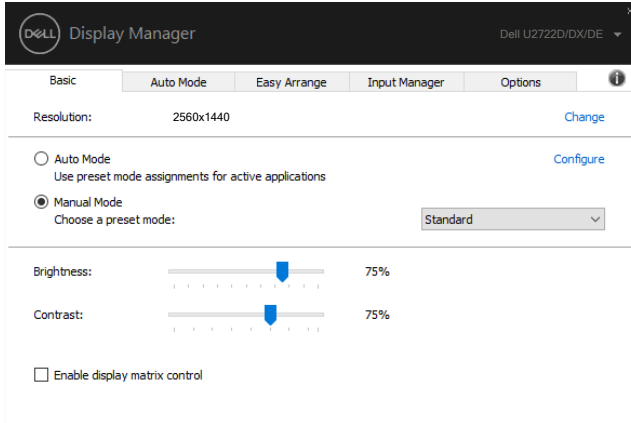 DELL Display Manager Dell U2722D/DX/DE
Basic Auto Mode Easy Arrange Input Manager Options
Resolution: 2560x1440 Change
Auto Mode Configure
Use preset mode assignments for active applications
Manual Mode
Choose a preset mode: Standard
Brightness: 75%
Contrast: 75%
Enable display matrix control